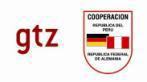 gtz
COOPERACION
REPUBLICA DEL
PERU
REPUBLICA FEDERAL
DE ALEMANIA